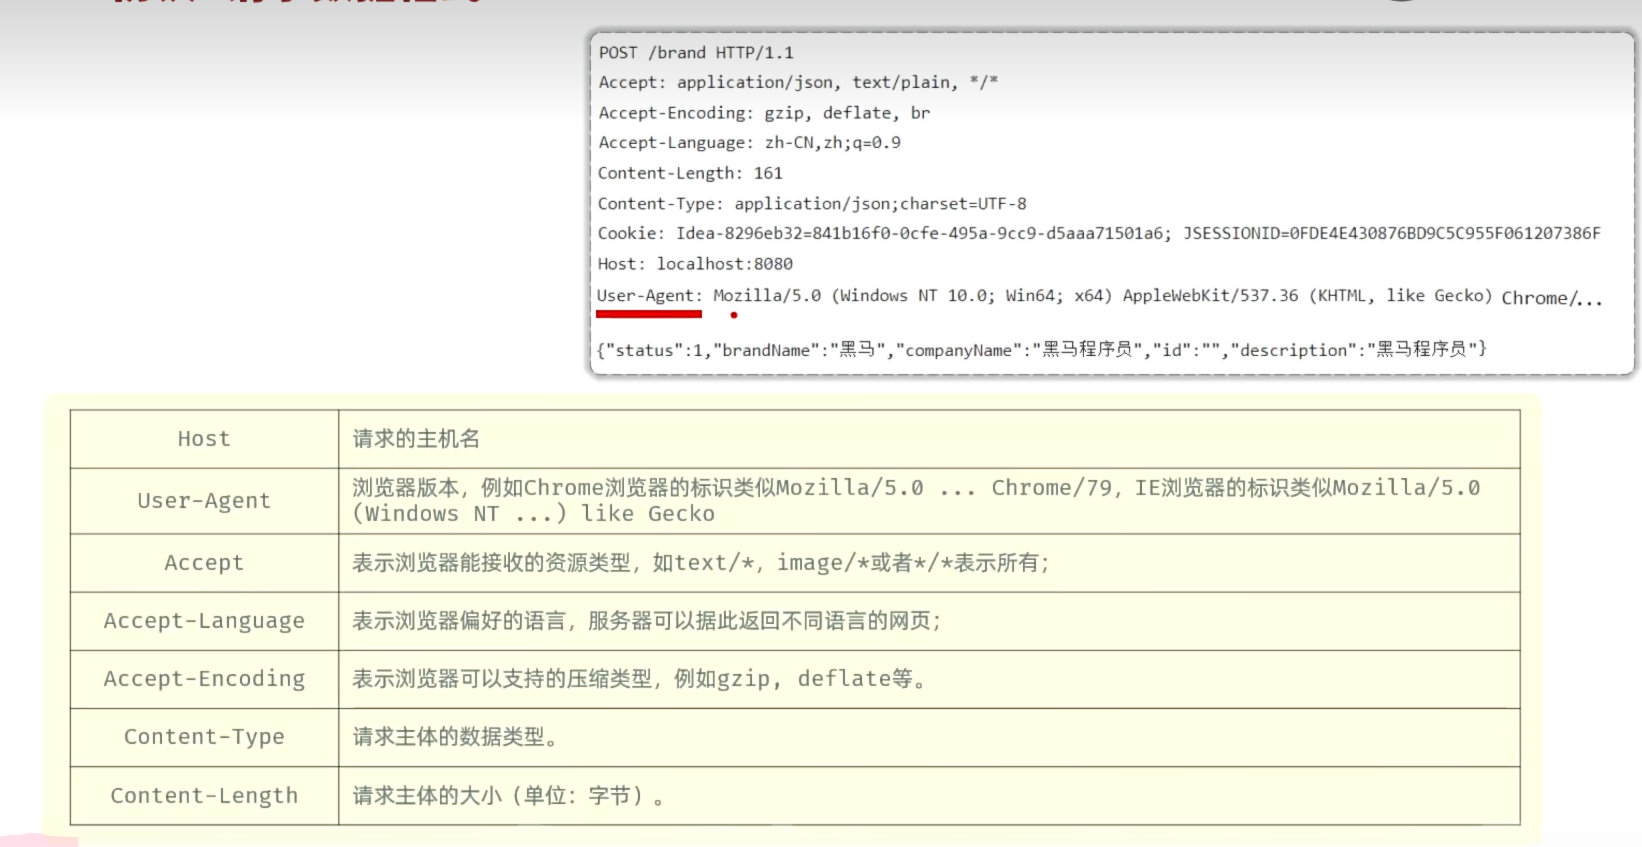 POST /brand HTTP/1.1
Accept: application/json, text/plain, */*
Accept-Encoding: gzip, deflate, br
Accept-Language: zh-CN,zh;q=0.9
Content-Length: 161
Content-Type: application/json;charset=UTF-8
Cookie: Idea-8296eb32=841b16f0-0cfe-495a-9cc9-d5aaa71501a6; JSESSIONID=0FDE4E430876BD9C5C955F061207386F
Host: localhost:8080
User-Agent: Mozilla/5.0 (Windows NT 10.0; Win64; x64) AppleWebKit/537.36 (KHTML, like Gecko) Chrome/...
{"status":1,"brandName":"黑马","companyName":"黑马程序员","id":"","description":"黑马程序员"}
Host 请求的主机名
User-Agent 浏览器版本，例如Chrome浏览器的标识类似Mozilla/5.0 ... Chrome/79，IE浏览器的标识类似Mozilla/5.0
(Windows NT ...) like Gecko
Accept 表示浏览器能接收的资源类型，如text/*，image/*或者*/*表示所有；
Accept-Language 表示浏览器偏好的语言，服务器可以据此返回不同语言的网页；
Accept-Encoding 表示浏览器可以支持的压缩类型，例如gzip, deflate等。
Content-Type 请求主体的数据类型。
Content-Length 请求主体的大小（单位：字节）。